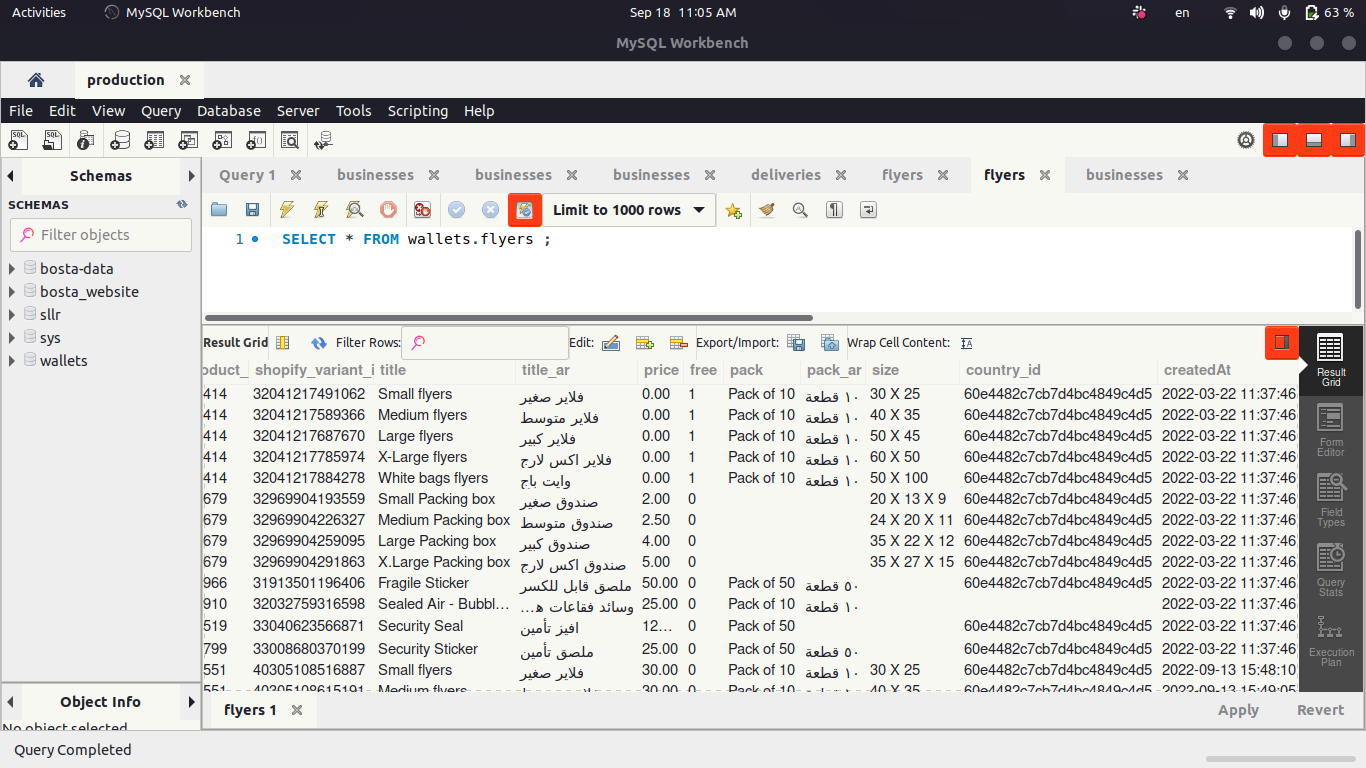 Activities MySQL Workbench Sep 18 11:05 AM en 63 %
MySQL Workbench
production
File Edit View Query Database Server Tools Scripting Help
Schemas
Query 1 businesses businesses businesses deliveries flyers flyers businesses
SCHEMAS
Limit to 1000 rows
Filter objects
1 SELECT * FROM wallets.flyers ;
bosta-data
bosta_website
sllr
sys
wallets
Result Grid Filter Rows: Edit: Export/Import: Wrap Cell Content:
oduct_ shopify_variant_i title title_ar price free pack pack_ar size country_id createdAt
414 32041217491062 Small flyers فلاير صغير 0.00 1 Pack of 10 ١٠ قطعة 30 X 25 60e4482c7cb7d4bc4849c4d5 2022-03-22 11:37:46
414 32041217589366 Medium flyers فلاير متوسط 0.00 1 Pack of 10 ١٠ قطعة 40 X 35 60e4482c7cb7d4bc4849c4d5 2022-03-22 11:37:46
414 32041217687670 Large flyers فلاير كبير 0.00 1 Pack of 10 ١٠ قطعة 50 X 45 60e4482c7cb7d4bc4849c4d5 2022-03-22 11:37:46
414 32041217785974 X-Large flyers فلاير اكس لارج 0.00 1 Pack of 10 ١٠ قطعة 60 X 50 60e4482c7cb7d4bc4849c4d5 2022-03-22 11:37:46
414 32041217884278 White bags flyers وايت باج 0.00 1 Pack of 10 ١٠ قطعة 50 X 100 60e4482c7cb7d4bc4849c4d5 2022-03-22 11:37:46
679 32969904193559 Small Packing box صندوق صغير 2.00 0 20 X 13 X 9 60e4482c7cb7d4bc4849c4d5 2022-03-22 11:37:46
679 32969904226327 Medium Packing box صندوق متوسط 2.50 0 24 X 20 X 11 60e4482c7cb7d4bc4849c4d5 2022-03-22 11:37:46
679 32969904259095 Large Packing box صندوق كبير 4.00 0 35 X 22 X 12 60e4482c7cb7d4bc4849c4d5 2022-03-22 11:37:46
679 32969904291863 X.Large Packing box صندوق اكس لارج 5.00 0 35 X 27 X 15 60e4482c7cb7d4bc4849c4d5 2022-03-22 11:37:46
966 31913501196406 Fragile Sticker ملصق قابل للكسر 50.00 0 Pack of 50 ٥٠ قطعة 60e4482c7cb7d4bc4849c4d5 2022-03-22 11:37:46
910 32032759316598 Sealed Air - Bubbl... وسائد فقاعات ه... 25.00 0 Pack of 10 ١٠ قطعة 2022-03-22 11:37:46
519 33040623566871 Security Seal افيز تأمين 12... 0 Pack of 50 60e4482c7cb7d4bc4849c4d5 2022-03-22 11:37:46
799 33008680370199 Security Sticker ملصق تأمين 25.00 0 Pack of 50 ٥٠ قطعة 60e4482c7cb7d4bc4849c4d5 2022-03-22 11:37:46
551 40305108516887 Small flyers فلاير صغير 30.00 0 Pack of 10 ١٠ قطعة 30 X 25 60e4482c7cb7d4bc4849c4d5 2022-09-13 15:48:10
551 40305108615191 Medium flyers 30.00 0 Pack of 10 40 X 35 60e4482c7cb7d4bc4849c4d5 2022-09-13 15:49:05
Result
Grid
Form
Editor
Field
Types
Query
Stats
Execution
Plan
Object Info
flyers 1 Apply Revert
No object selected
Query Completed